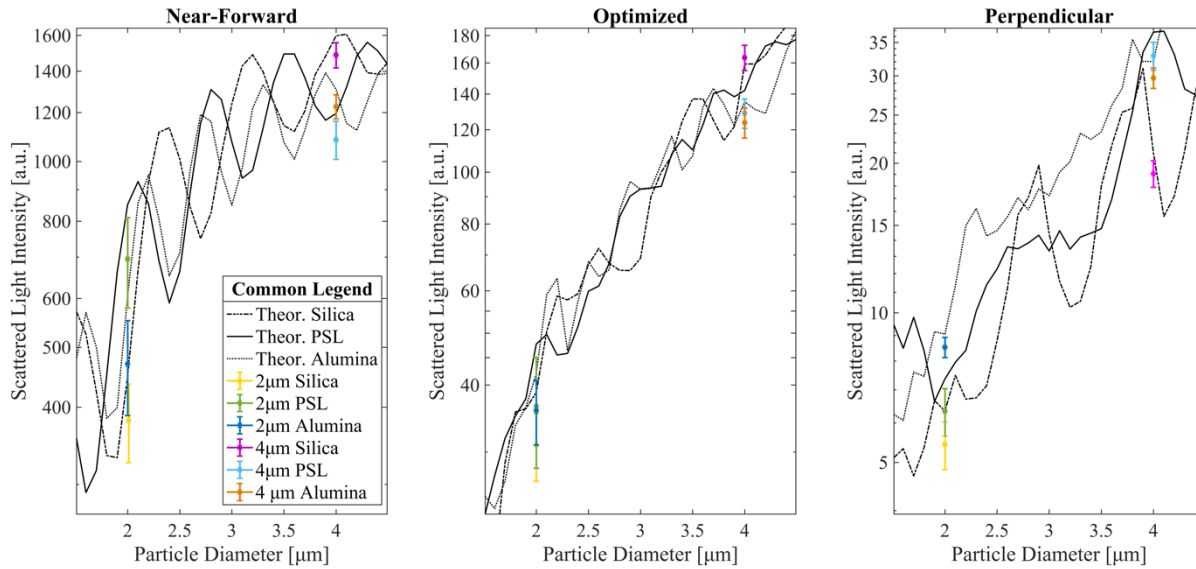 Near-Forward
Optimized
Perpendicular
Scattered Light Intensity [a.u.]
1600
1400
1200
1000
800
600
500
400
2
2.5
3
3.5
4
Particle Diameter [μm]
Common Legend
Theor. Silica
Theor. PSL
Theor. Alumina
2μm Silica
2μm PSL
2μm Alumina
4μm Silica
4μm PSL
4 μm Alumina
Scattered Light Intensity [a.u.]
180
160
140
120
100
80
60
40
2
2.5
3
3.5
4
Particle Diameter [μm]
Scattered Light Intensity [a.u.]
35
30
25
20
15
10
5
2
2.5
3
3.5
4
Particle Diameter [μm]